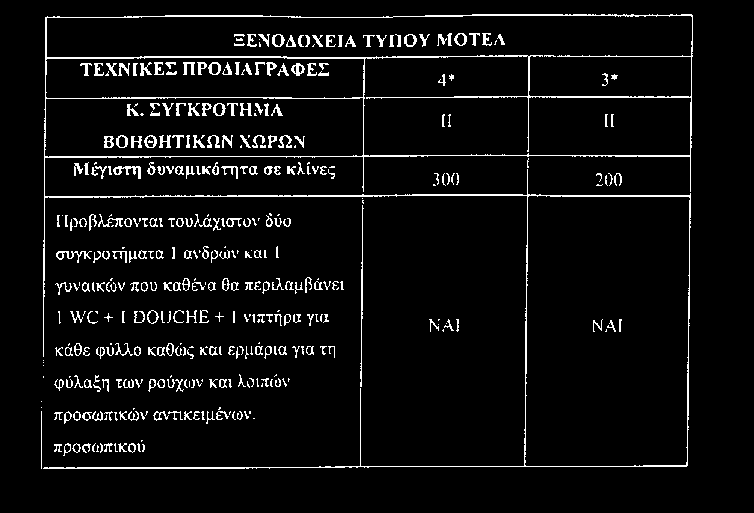 ΞΕΝΟΔΟΧΕΙΑ ΤΥΠΟΥ ΜΟΤΕΛ
ΤΕΧΝΙΚΕΣ ΠΡΟΔΙΑΓΡΑΦΕΣ 4* 3*
Κ. ΣΥΓΚΡΟΤΗΜΑ
ΒΟΗΘΗΤΙΚΩΝ ΧΩΡΩΝ Π Π
Μέγιστη δυναμικότητα σε κλίνες 300 200
Προβλέπονται τουλάχιστον δύο
συγκροτήματα 1 ανδρών και 1
γυναικών που καθένα θα περιλαμβάνει
1 WC + 1 DOUCHE + 1 νιπτήρα για
κάθε φύλλο καθώς και ερμάρια για τη ΝΑΙ ΝΑΙ
φύλαξη των ρούχων και λοιπών
προσωπικών αντικειμένων.
προσωπικού